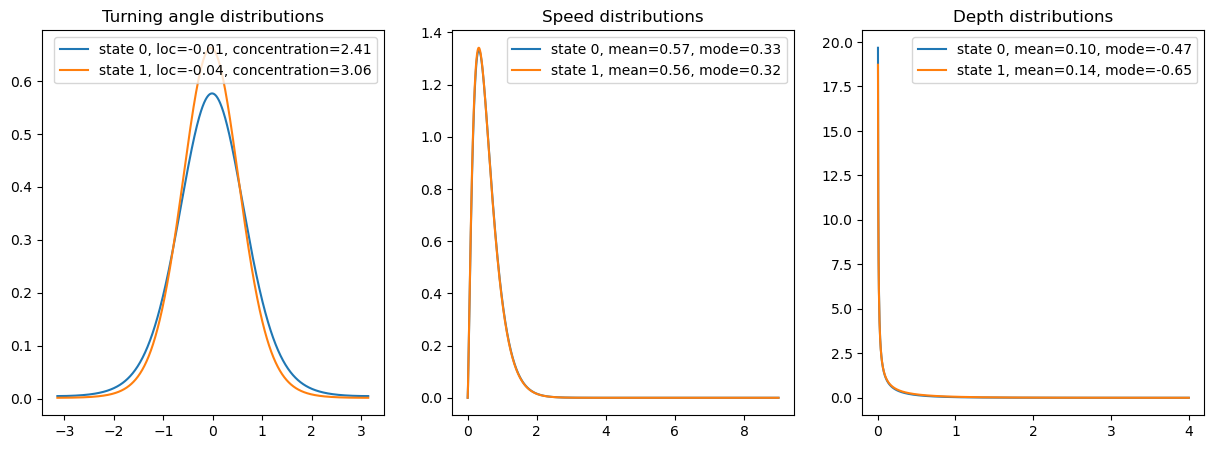 Turning angle distributions
state 0, loc=-0.01, concentration=2.41
state 1, loc=-0.04, concentration=3.06
0.6
0.5
0.4
0.3
0.2
0.1
0.0
−3 −2 −1 0 1 2 3
Speed distributions
state 0, mean=0.57, mode=0.33
state 1, mean=0.56, mode=0.32
1.4
1.2
1.0
0.8
0.6
0.4
0.2
0.0
0 2 4 6 8
Depth distributions
state 0, mean=0.10, mode=-0.47
state 1, mean=0.14, mode=-0.65
20.0
17.5
15.0
12.5
10.0
7.5
5.0
2.5
0.0
0 1 2 3 4